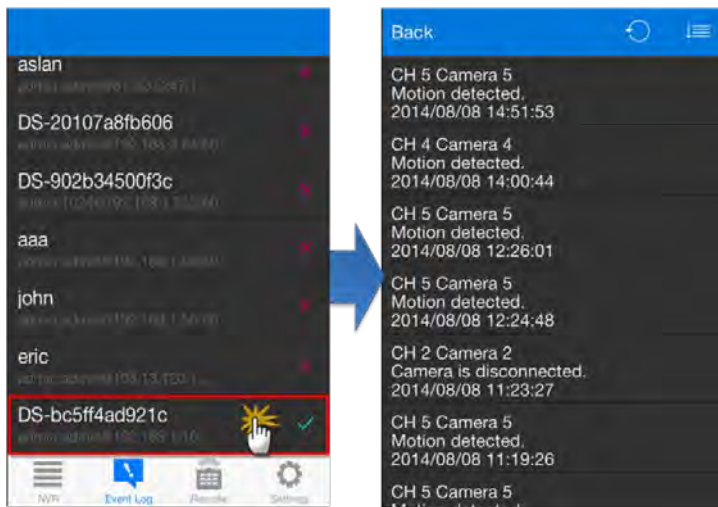 aslan
DS-20107a8fb606
DS-902b34500f3c
aaa
john
eric
DS-bc5ff4ad921c
NVR
Event Log
Remote
Settings
Back
CH 5 Camera 5
Motion detected.
2014/08/08 14:51:53
CH 4 Camera 4
Motion detected.
2014/08/08 14:00:44
CH 5 Camera 5
Motion detected.
2014/08/08 12:26:01
CH 5 Camera 5
Motion detected.
2014/08/08 12:24:48
CH 2 Camera 2
Camera is disconnected.
2014/08/08 11:23:27
CH 5 Camera 5
Motion detected.
2014/08/08 11:19:26
CH 5 Camera 5